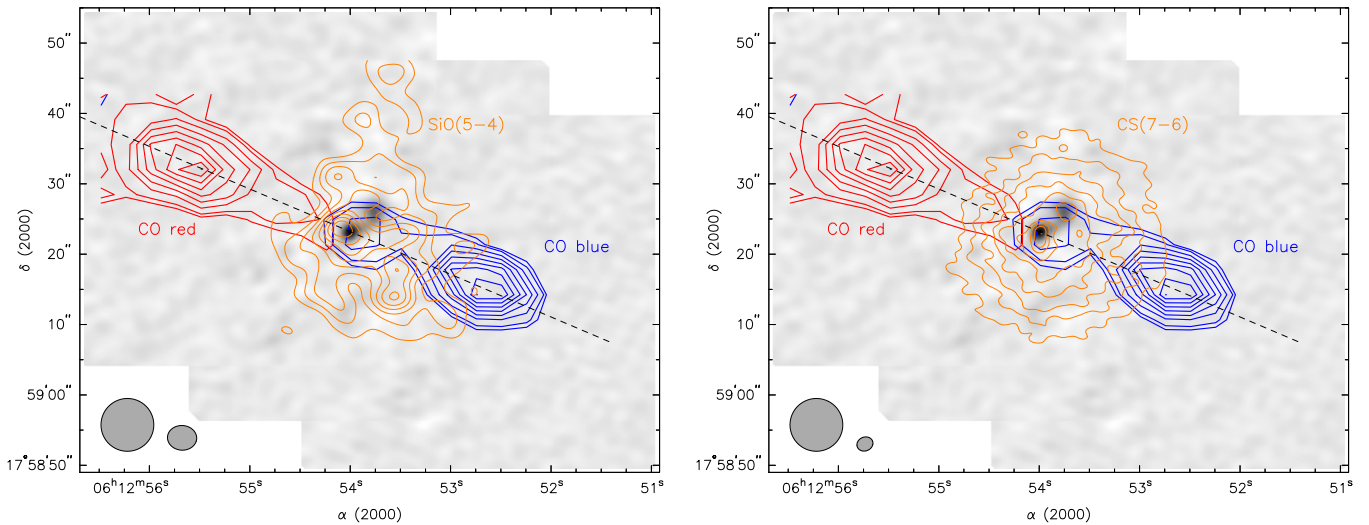 50″
40″
30″
20″
10″
59′00″
17°58′50″
δ (2000)
SiO(5−4)
CO red
CO blue
06ʰ12ᵐ56ˢ
55ˢ
54ˢ
53ˢ
52ˢ
51ˢ
α (2000)
50″
40″
30″
20″
10″
59′00″
17°58′50″
δ (2000)
CS(7−6)
CO red
CO blue
06ʰ12ᵐ56ˢ
55ˢ
54ˢ
53ˢ
52ˢ
51ˢ
α (2000)